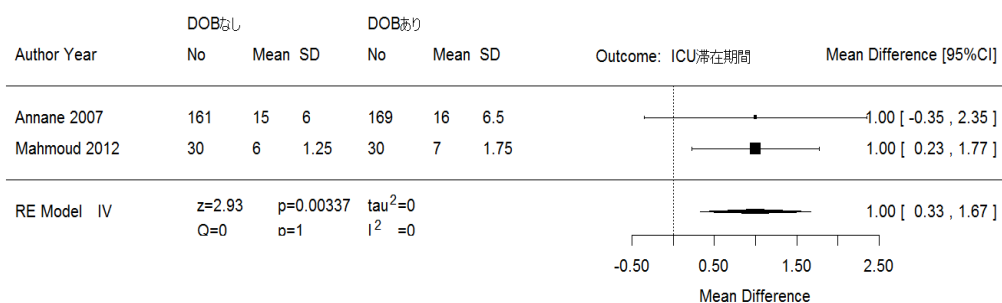 DOBなし DOBあり
Author Year No Mean SD No Mean SD Outcome: ICU滞在期間 Mean Difference [95%CI]
Annane 2007 161 15 6 169 16 6.5 1.00 [ -0.35 , 2.35]
Mahmoud 2012 30 6 1.25 30 7 1.75 1.00 [ 0.23 , 1.77]
RE Model IV z=2.93 p=0.00337 tau2=0 1.00 [ 0.33 , 1.67]
Q=0 p=1 I2 =0
-0.50 0.50 1.50 2.50
Mean Difference